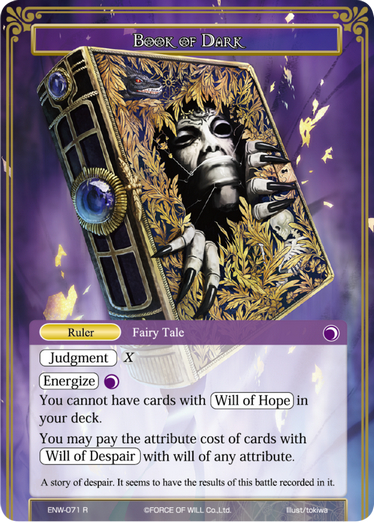 Book of Dark
Ruler Fairy Tale
Judgment X
Energize
You cannot have cards with Will of Hope in
your deck.
You may pay the attribute cost of cards with
Will of Despair with will of any attribute.
A story of despair. It seems to have the results of this battle recorded in it.
ENW-071 R ©FORCE OF WILL Co.,Ltd. Illust/tokiwa